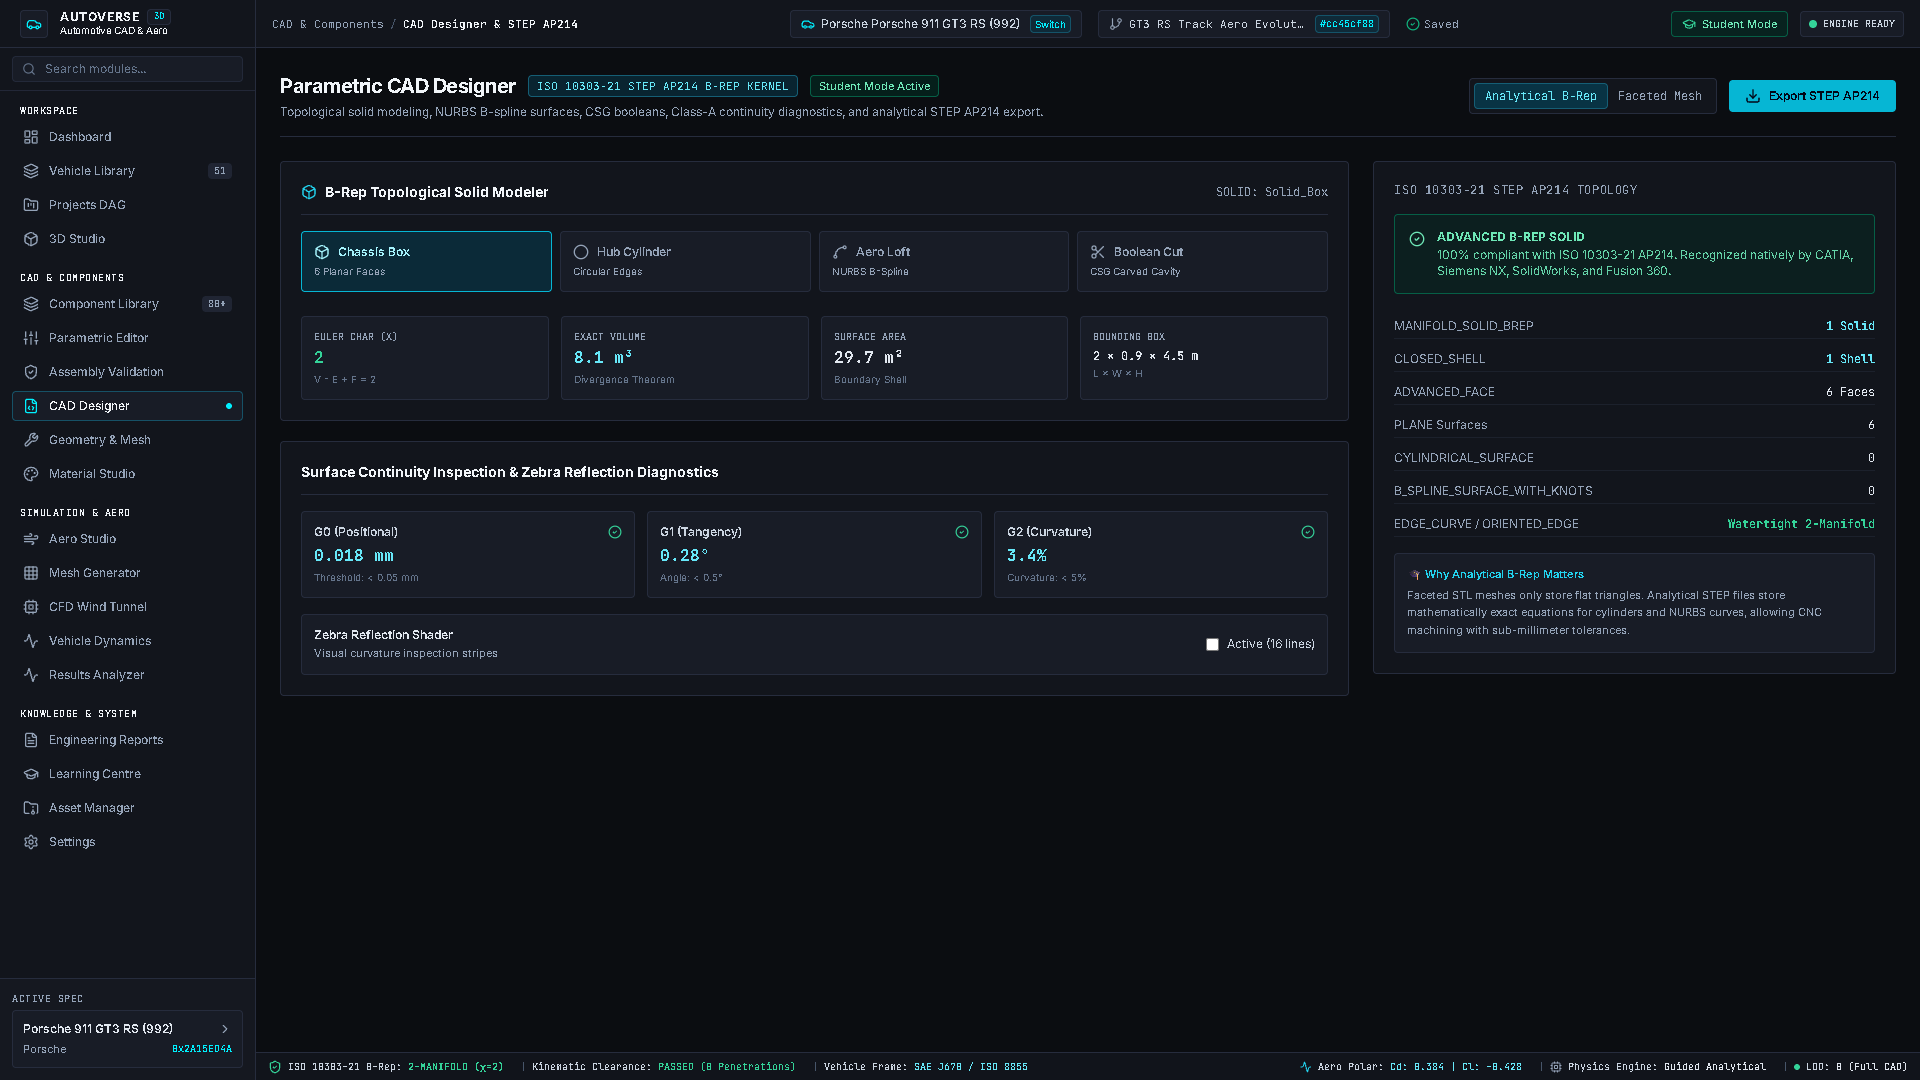 AUTOVERSE 3D
Automotive CAD & Aero
CAD & Components / CAD Designer & STEP AP214
Porsche Porsche 911 GT3 RS (992) Switch
GT3 RS Track Aero Evolut… #cc45cf88
Saved
Student Mode
ENGINE READY
Search modules...
WORKSPACE
Dashboard
Vehicle Library 51
Projects DAG
3D Studio
CAD & COMPONENTS
Component Library 80+
Parametric Editor
Assembly Validation
CAD Designer
Geometry & Mesh
Material Studio
SIMULATION & AERO
Aero Studio
Mesh Generator
CFD Wind Tunnel
Vehicle Dynamics
Results Analyzer
KNOWLEDGE & SYSTEM
Engineering Reports
Learning Centre
Asset Manager
Settings
ACTIVE SPEC
Porsche 911 GT3 RS (992)
Porsche 0x2A15E04A
Parametric CAD Designer ISO 10303-21 STEP AP214 B-REP KERNEL Student Mode Active
Topological solid modeling, NURBS B-spline surfaces, CSG booleans, Class-A continuity diagnostics, and analytical STEP AP214 export.
Analytical B-Rep Faceted Mesh Export STEP AP214
B-Rep Topological Solid Modeler SOLID: Solid_Box
Chassis Box
6 Planar Faces
Hub Cylinder
Circular Edges
Aero Loft
NURBS B-Spline
Boolean Cut
CSG Carved Cavity
EULER CHAR (X)
2
V - E + F = 2
EXACT VOLUME
8.1 m³
Divergence Theorem
SURFACE AREA
29.7 m²
Boundary Shell
BOUNDING BOX
2 × 0.9 × 4.5 m
L × W × H
Surface Continuity Inspection & Zebra Reflection Diagnostics
G0 (Positional)
0.018 mm
Threshold: < 0.05 mm
G1 (Tangency)
0.28°
Angle: < 0.5°
G2 (Curvature)
3.4%
Curvature: < 5%
Zebra Reflection Shader
Visual curvature inspection stripes
Active (16 lines)
ISO 10303-21 STEP AP214 TOPOLOGY
ADVANCED B-REP SOLID
100% compliant with ISO 10303-21 AP214. Recognized natively by CATIA,
Siemens NX, SolidWorks, and Fusion 360.
MANIFOLD_SOLID_BREP 1 Solid
CLOSED_SHELL 1 Shell
ADVANCED_FACE 6 Faces
PLANE Surfaces 6
CYLINDRICAL_SURFACE 0
B_SPLINE_SURFACE_WITH_KNOTS 0
EDGE_CURVE / ORIENTED_EDGE Watertight 2-Manifold
Why Analytical B-Rep Matters
Faceted STL meshes only store flat triangles. Analytical STEP files store
mathematically exact equations for cylinders and NURBS curves, allowing CNC
machining with sub-millimeter tolerances.
ISO 10303-21 B-Rep: 2-MANIFOLD (χ=2) | Kinematic Clearance: PASSED (0 Penetrations) | Vehicle Frame: SAE J670 / ISO 8855
Aero Polar: Cd: 0.384 | Cl: -0.428 | Physics Engine: Guided Analytical | LOD: 0 (Full CAD)